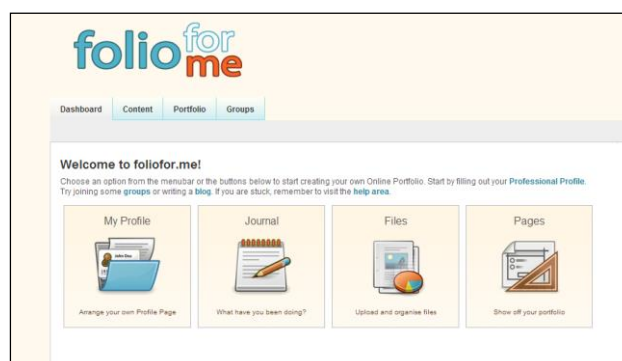 folio for me
Dashboard Content Portfolio Groups
Welcome to foliofor.me!
Choose an option from the menubar or the buttons below to start creating your own Online Portfolio. Start by filling out your Professional Profile.
Try joining some groups or writing a blog. If you are stuck, remember to visit the help area.
My Profile Journal Files Pages
John Doe
Arrange your own Profile Page What have you been doing? Upload and organise files Show off your portfolio